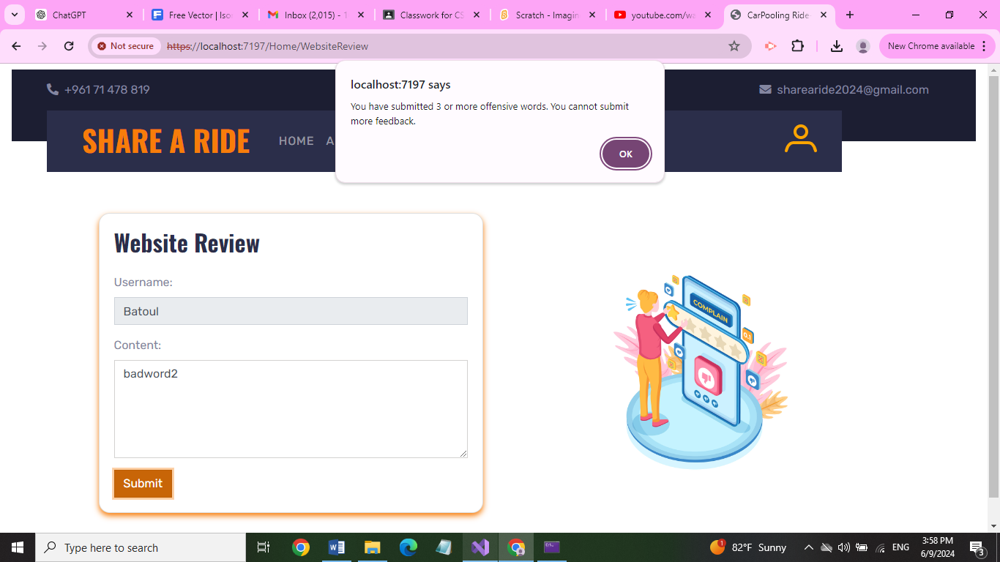 ChatGPT
Free Vector | Iso
Inbox (2,015) - 1
Classwork for CS
Scratch - Imagin
youtube.com/wa
CarPooling Ride
Not secure
https://localhost:7197/Home/WebsiteReview
New Chrome available
+961 71 478 819
sharearide2024@gmail.com
localhost:7197 says
You have submitted 3 or more offensive words. You cannot submit
more feedback.
OK
SHARE A RIDE
HOME
A
Website Review
Username:
Batoul
Content:
badword2
Submit
COMPLAIN
0.1
Type here to search
1
82°F Sunny
ENG
3:58 PM
6/9/2024
3